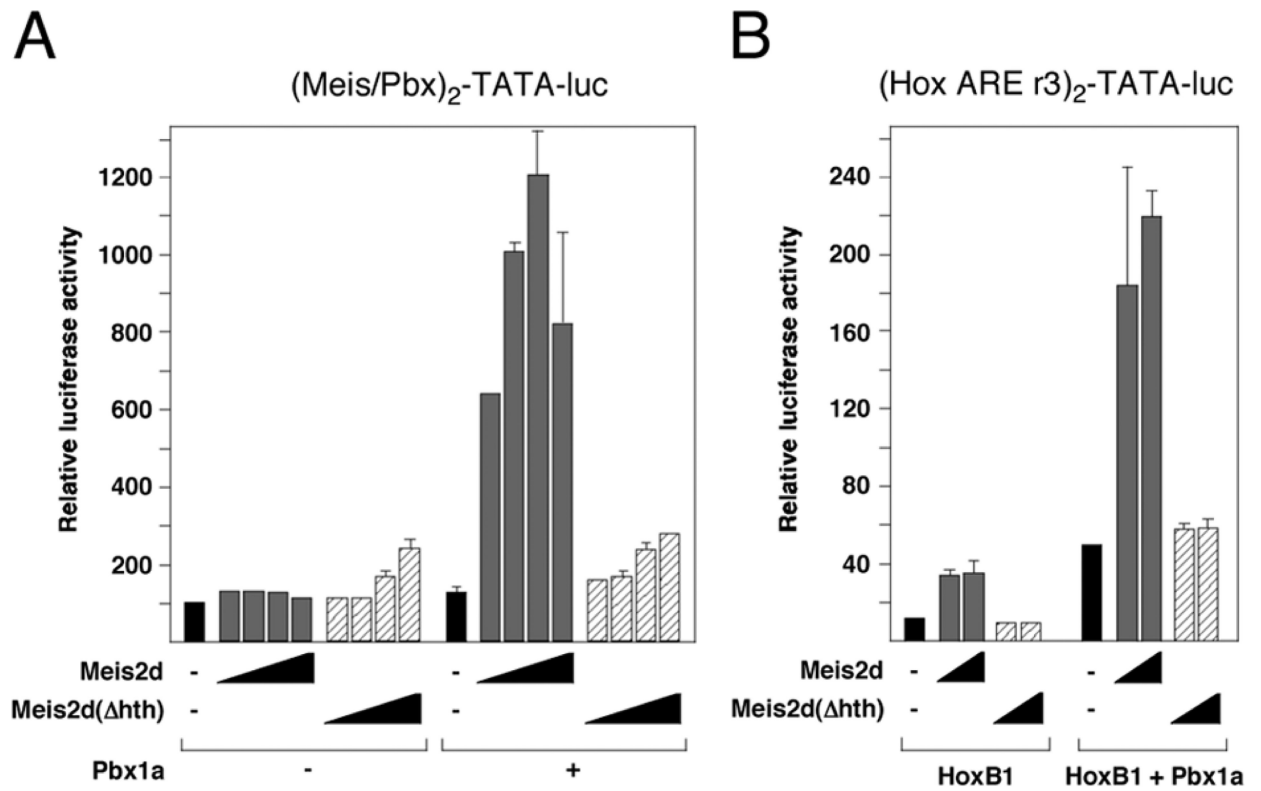 A
B
(Meis/Pbx)2-TATA-luc
(Hox ARE r3)2-TATA-luc
Relative luciferase activity
1200
1000
800
600
400
200
Relative luciferase activity
240
200
160
120
80
40
Meis2d - -
Meis2d(Δhth) - -
Pbx1a - +
Meis2d - -
Meis2d(Δhth) - -
HoxB1 HoxB1 + Pbx1a